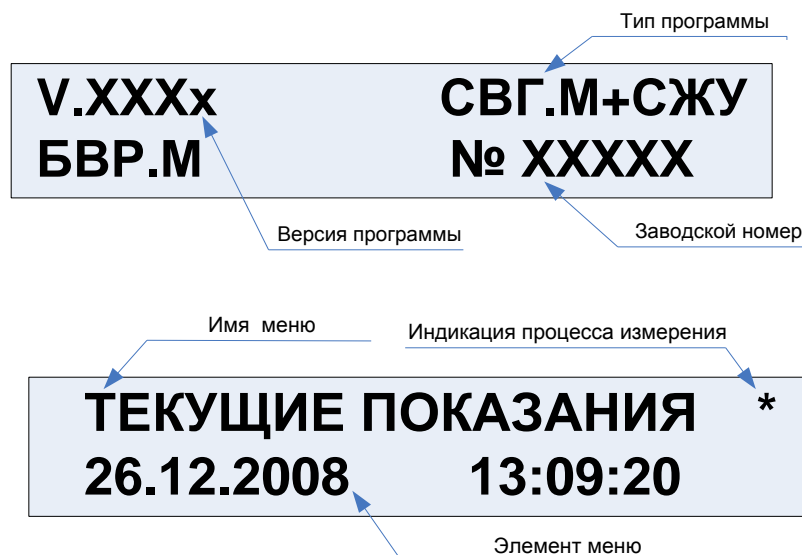 Тип программы
V.XXXx СВГ.М+СЖУ
БВР.М № XXXXX
Версия программы
Заводской номер
Имя меню
Индикация процесса измерения
ТЕКУЩИЕ ПОКАЗАНИЯ *
26.12.2008 13:09:20
Элемент меню